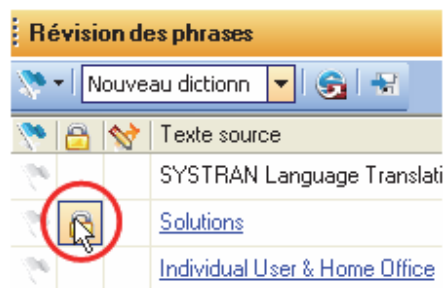 Révision des phrases
Nouveau dictionn
Texte source
SYSTRAN Language Translati
Solutions
Individual User & Home Office